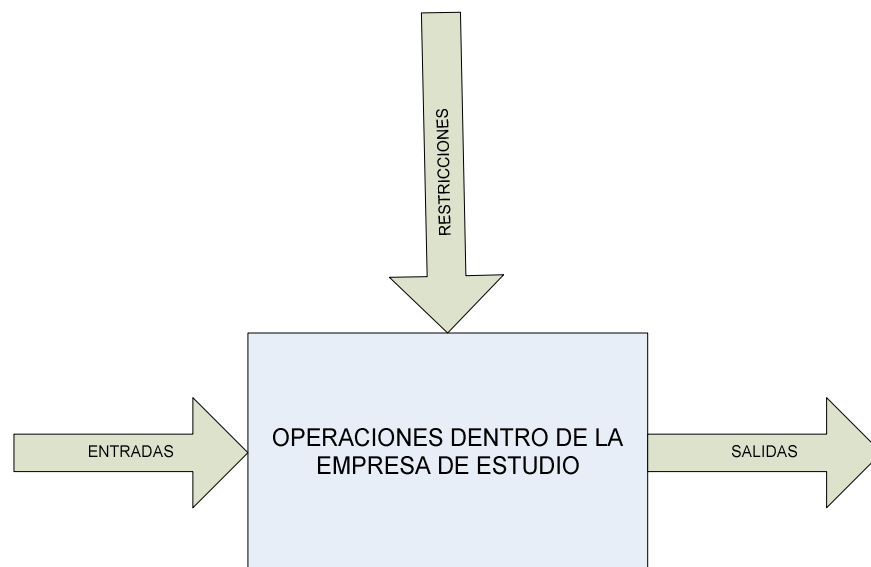 RESTRICCIONES
ENTRADAS
OPERACIONES DENTRO DE LA
EMPRESA DE ESTUDIO
SALIDAS